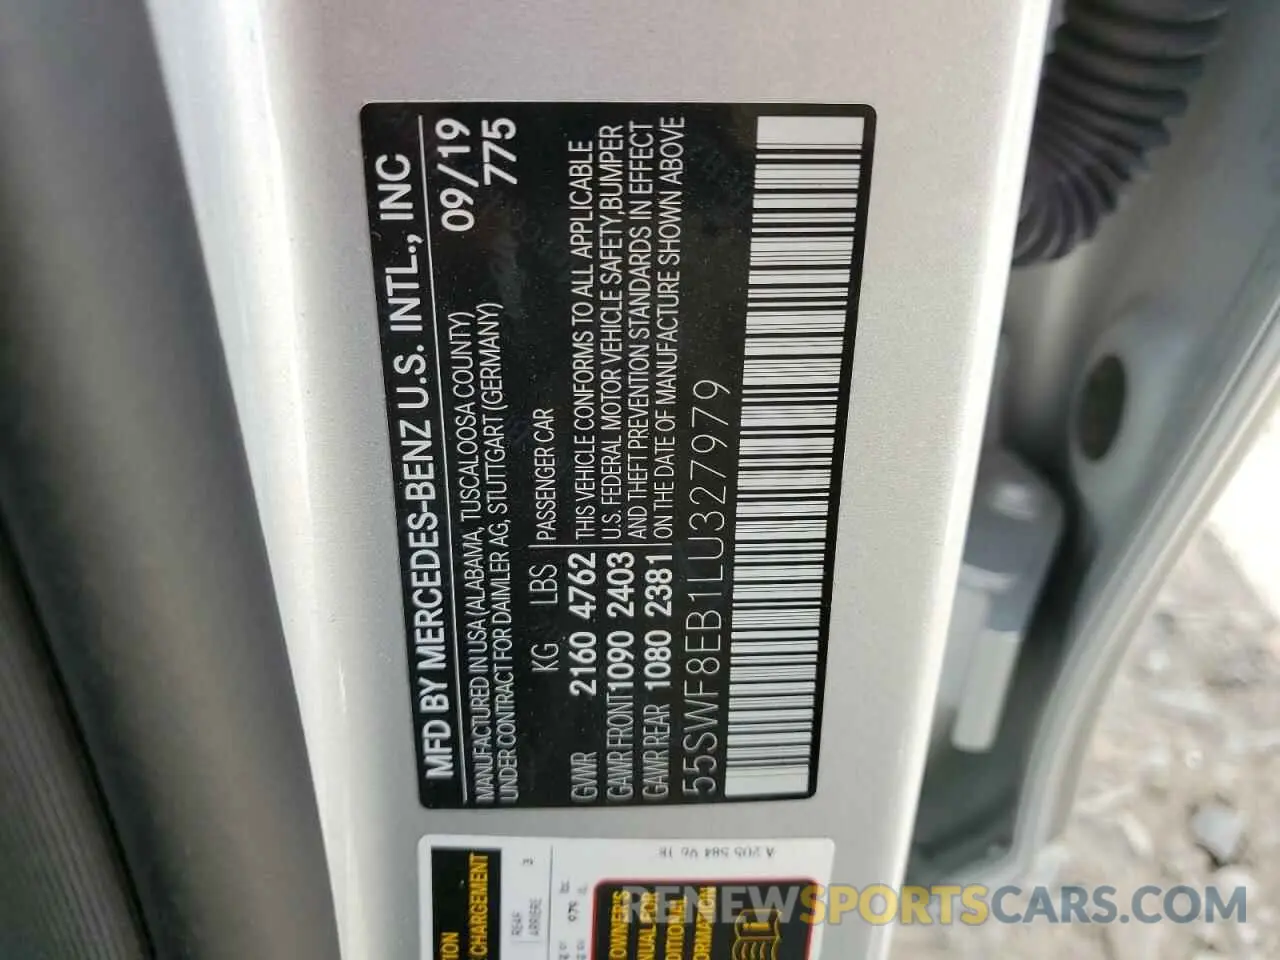 MFD BY MERCEDES-BENZ U.S. INTL., INC
MANUFACTURED IN USA (ALABAMA, TUSCALOOSA COUNTY) 09/19
UNDER CONTRACT FOR DAIMLER AG, STUTTGART (GERMANY) 775
KG LBS PASSENGER CAR
GVWR 2160 4762 THIS VEHICLE CONFORMS TO ALL APPLICABLE
GAWR FRONT 1090 2403 U.S. FEDERAL MOTOR VEHICLE SAFETY, BUMPER
GAWR REAR 1080 2381 AND THEFT PREVENTION STANDARDS IN EFFECT
ON THE DATE OF MANUFACTURE SHOWN ABOVE
55SWF8EB1LU327979
A 205 584 96 18
REAR
ARRIERE 3
RENEWSPORTSCARS.COM